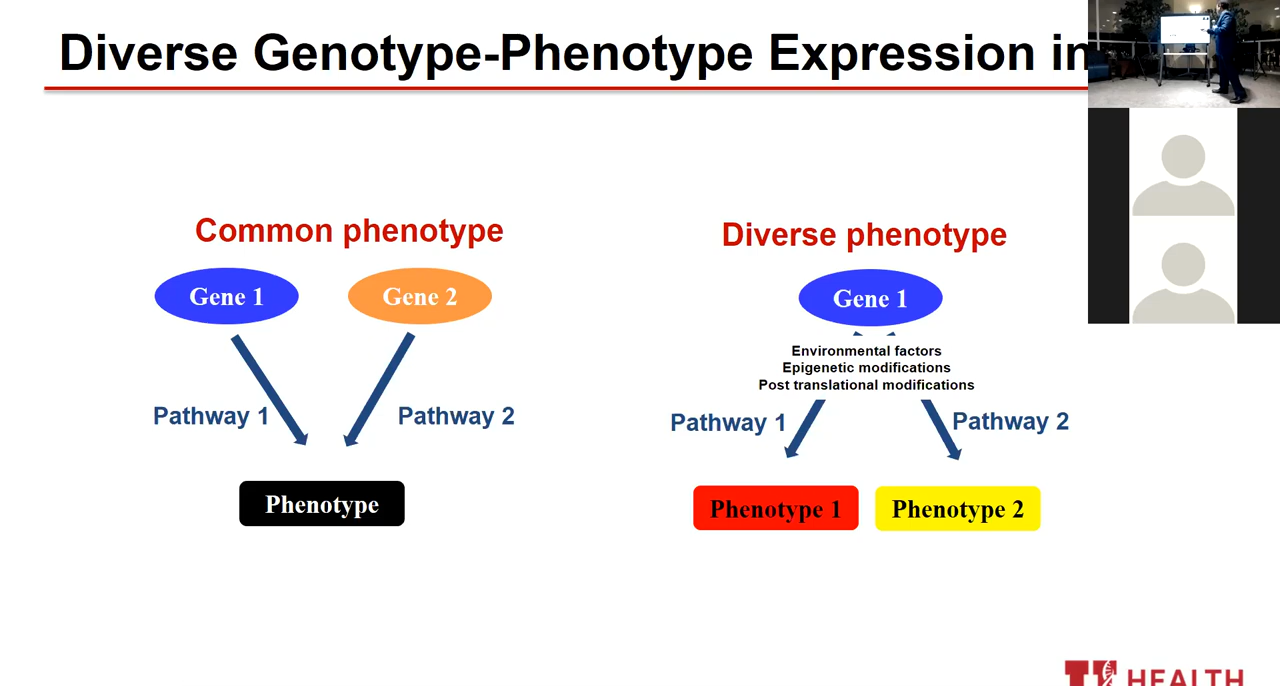 Diverse Genotype-Phenotype Expression in
Common phenotype
Gene 1
Gene 2
Pathway 1
Pathway 2
Phenotype
Diverse phenotype
Gene 1
Environmental factors
Epigenetic modifications
Post translational modifications
Pathway 1
Pathway 2
Phenotype 1
Phenotype 2
HEALTH